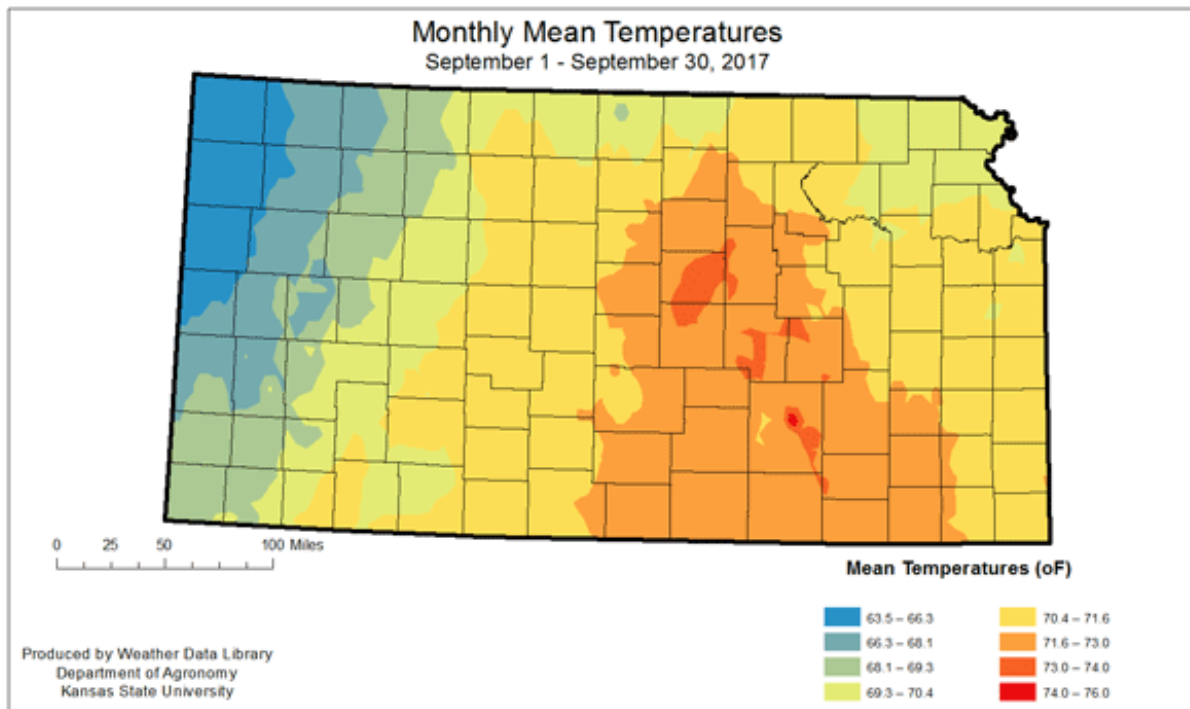 Monthly Mean Temperatures
September 1 - September 30, 2017
0 25 50 100 Miles
Mean Temperatures (oF)
63.5 – 66.3
66.3 – 68.1
68.1 – 69.3
69.3 – 70.4
70.4 – 71.6
71.6 – 73.0
73.0 – 74.0
74.0 – 76.0
Produced by Weather Data Library
Department of Agronomy
Kansas State University